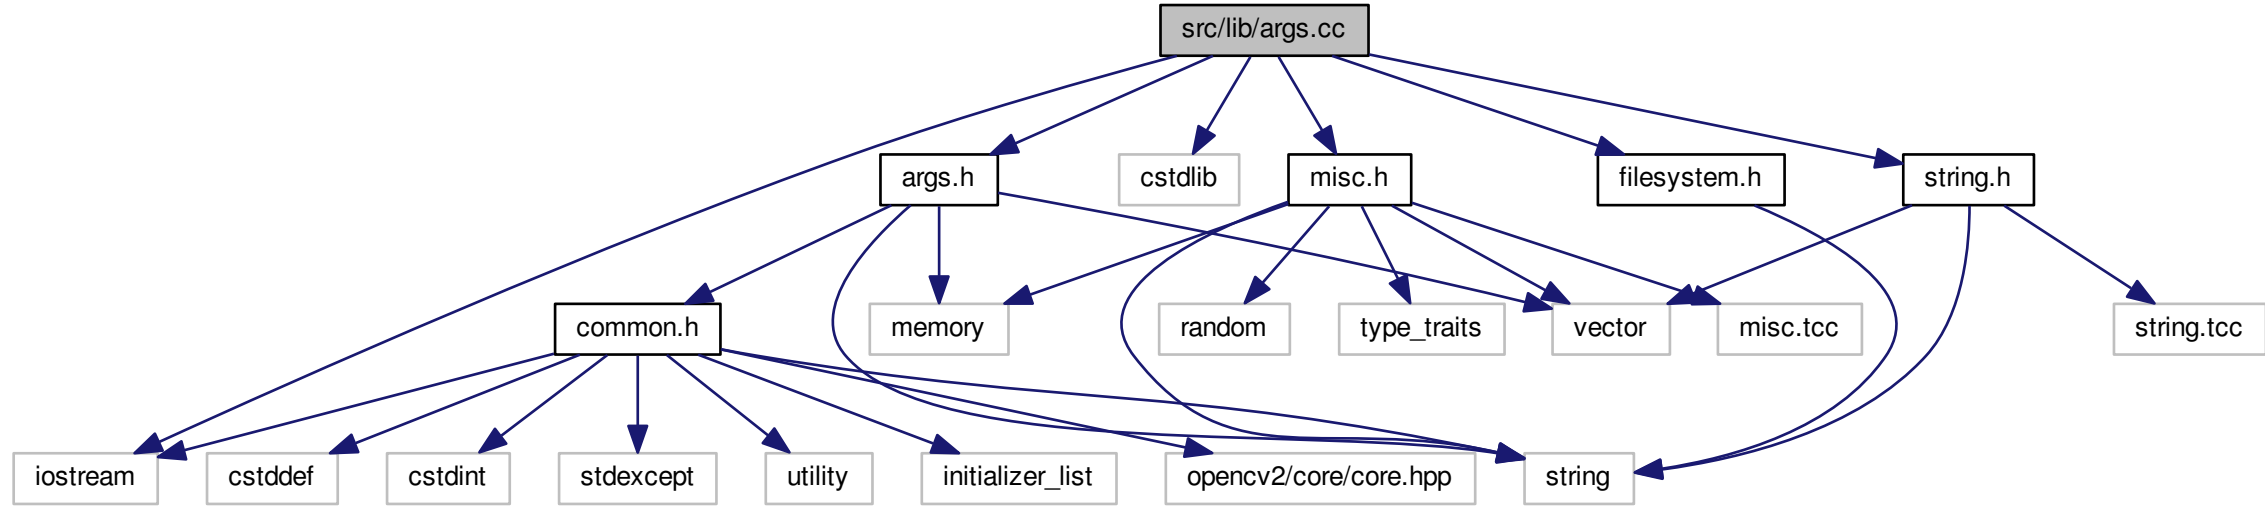 src/lib/args.cc
args.h
cstdlib
misc.h
filesystem.h
string.h
common.h
memory
random
type_traits
vector
misc.tcc
string.tcc
iostream
cstddef
cstdint
stdexcept
utility
initializer_list
opencv2/core/core.hpp
string